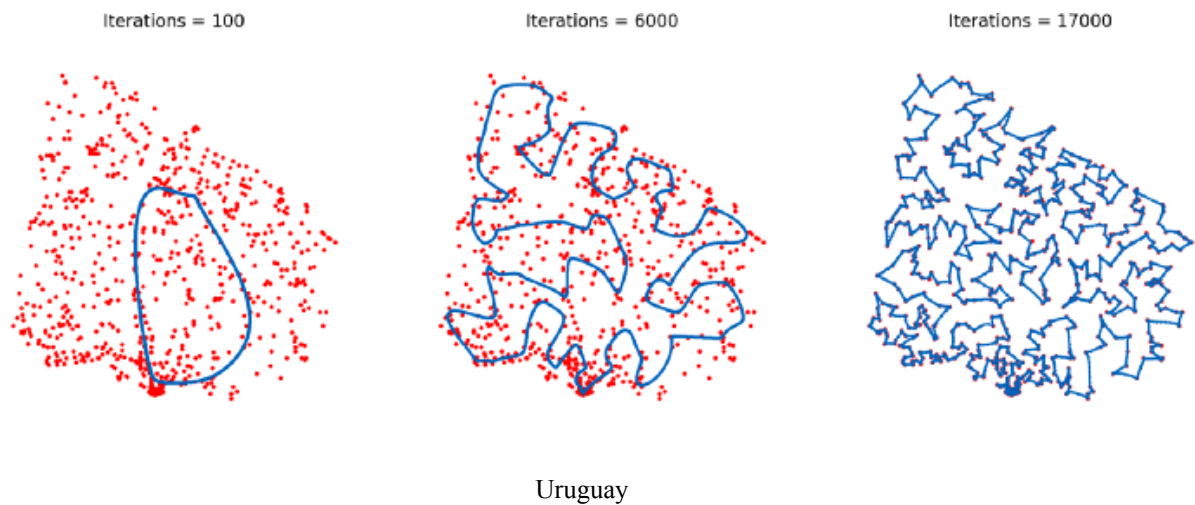 Iterations = 100
Iterations = 6000
Iterations = 17000
Uruguay